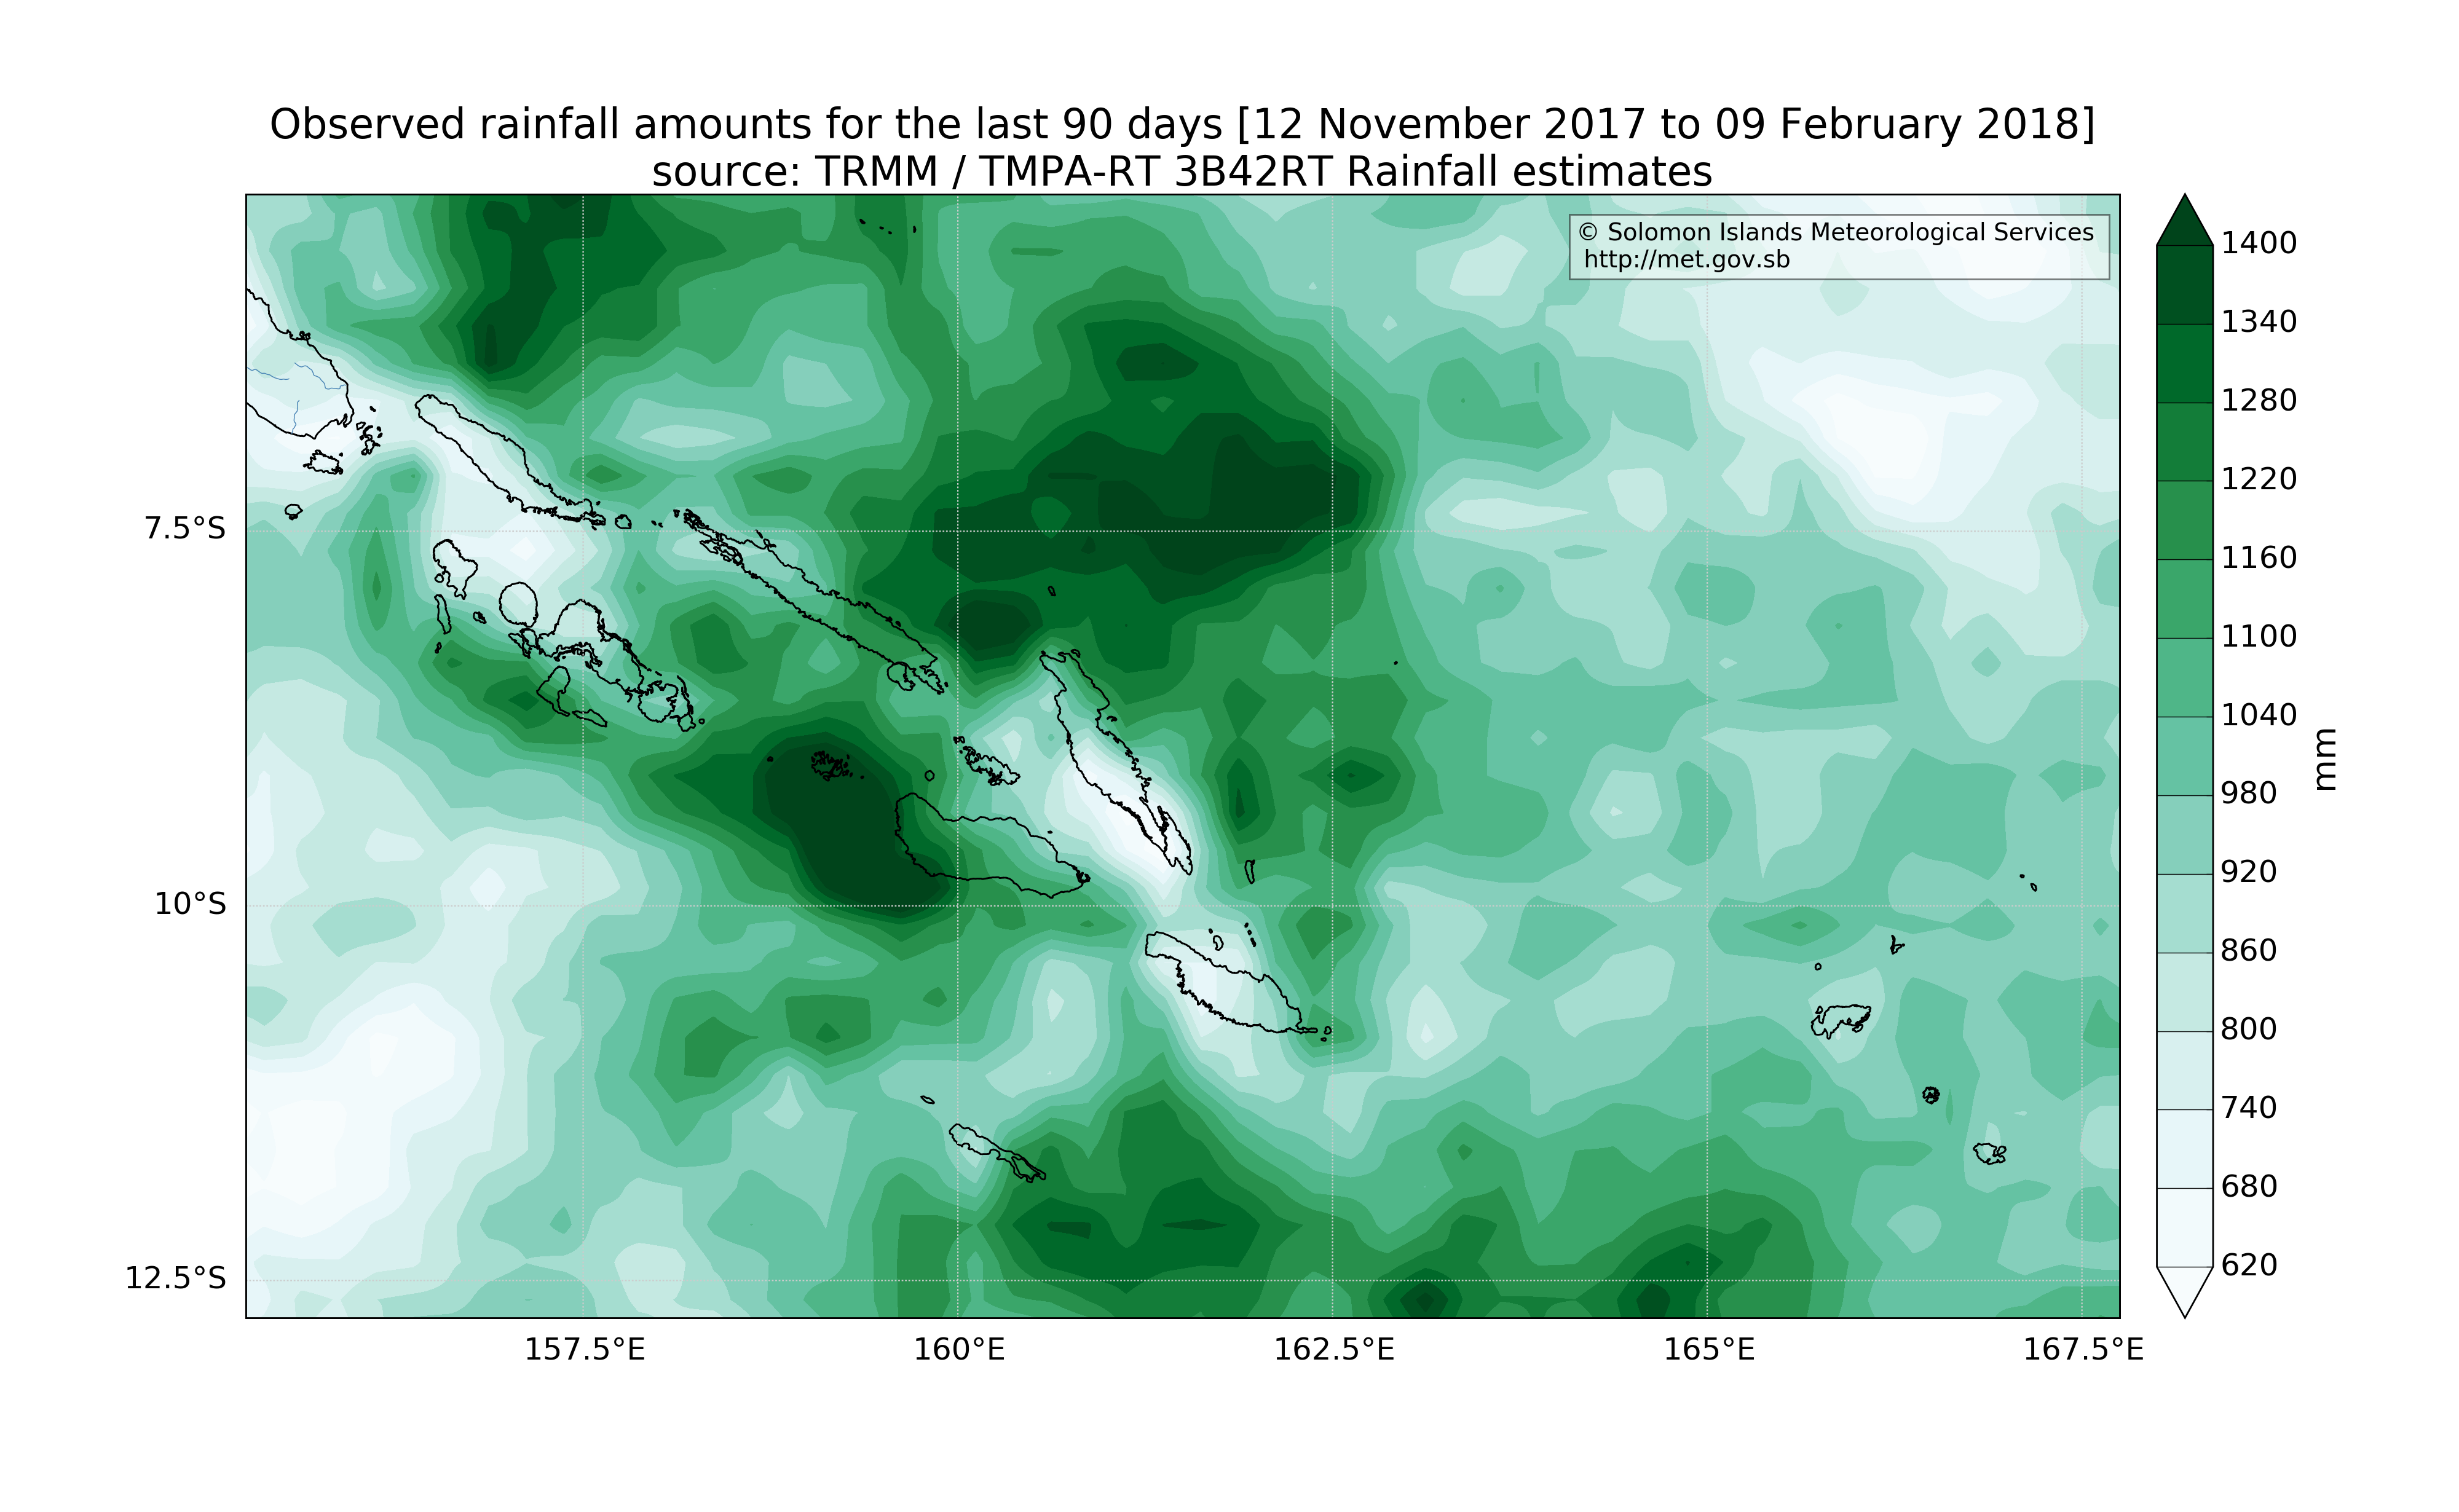 Observed rainfall amounts for the last 90 days [12 November 2017 to 09 February 2018]
source: TRMM / TMPA-RT 3B42RT Rainfall estimates
© Solomon Islands Meteorological Services
http://met.gov.sb
7.5°S
10°S
12.5°S
157.5°E
160°E
162.5°E
165°E
167.5°E
1400
1340
1280
1220
1160
1100
1040
980
920
860
800
740
680
620
mm